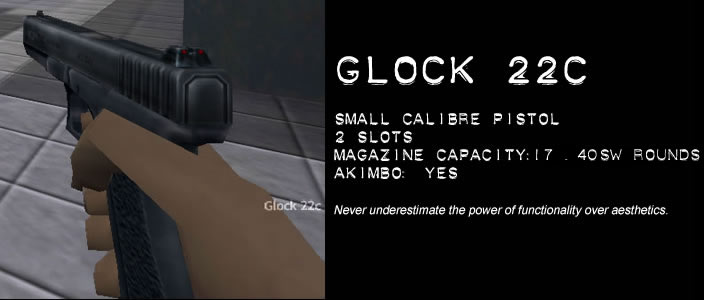 GLOCK 22C
SMALL CALIBRE PISTOL
2 SLOTS
MAGAZINE CAPACITY:17 .40SW ROUNDS
AKIMBO: YES
Glock 22c
Never underestimate the power of functionality over aesthetics.